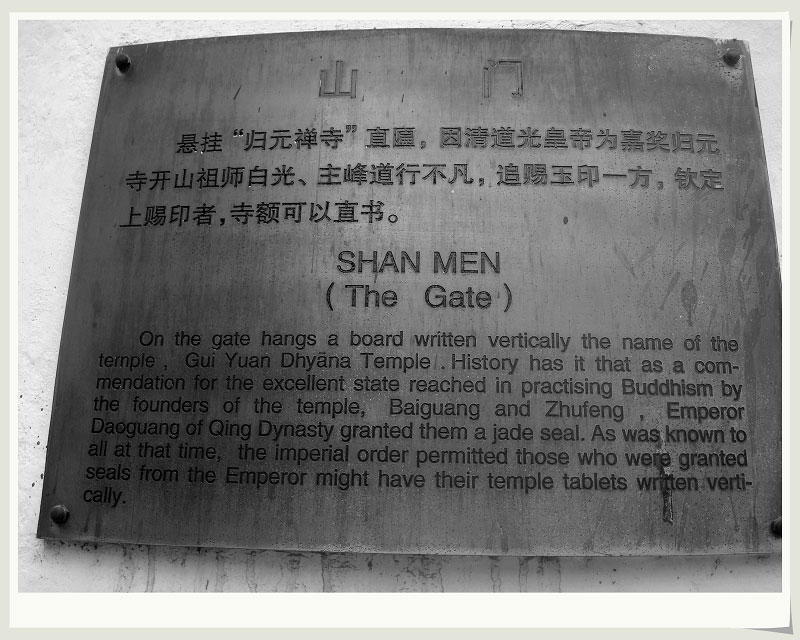 山 门
悬挂“归元禅寺”直匾，因清道光皇帝为嘉奖归元
寺开山祖师白光、主峰道行不凡，追赐玉印一方，钦定
上赐印者，寺额可以直书。
SHAN MEN
( The Gate )
On the gate hangs a board written vertically the name of the
temple , Gui Yuan Dhyāna Temple . History has it that as a com-
mendation for the excellent state reached in practising Buddhism by
the founders of the temple, Baiguang and Zhufeng , Emperor
Daoguang of Qing Dynasty granted them a jade seal. As was known to
all at that time, the imperial order permitted those who were granted
seals from the Emperor might have their temple tablets written verti-
cally.